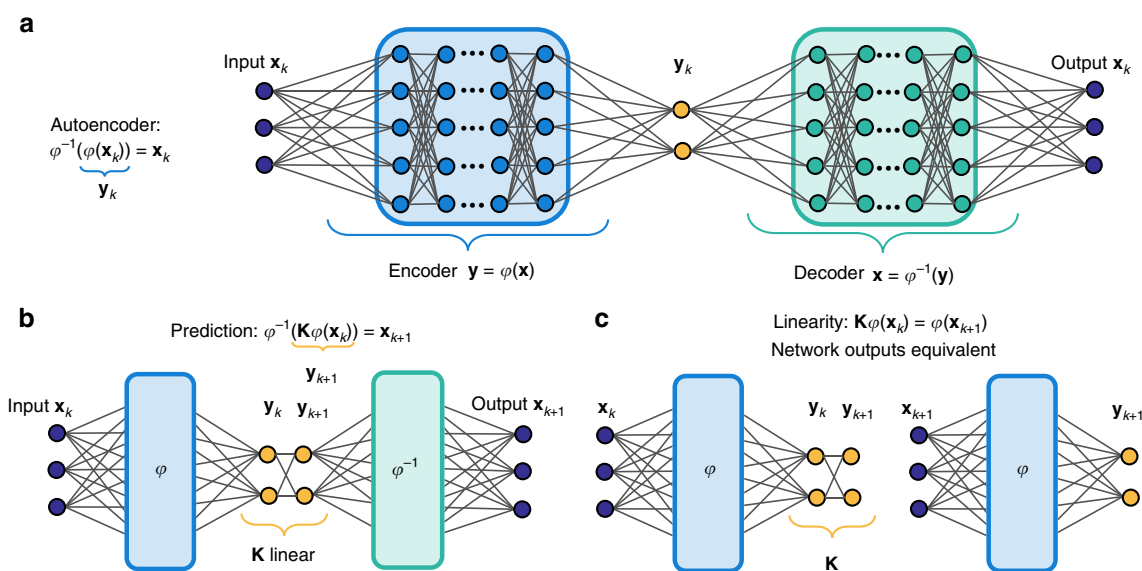 a
Input x_k
y_k
Output x_k
Autoencoder:
φ⁻¹(φ(x_k)) = x_k
y_k
Encoder y = φ(x)
Decoder x = φ⁻¹(y)
b
Prediction: φ⁻¹(Kφ(x_k)) = x_{k+1}
y_{k+1}
Input x_k
y_k y_{k+1}
Output x_{k+1}
φ
φ⁻¹
K linear
c
Linearity: Kφ(x_k) = φ(x_{k+1})
Network outputs equivalent
x_k
y_k y_{k+1}
x_{k+1}
y_{k+1}
φ
φ
K